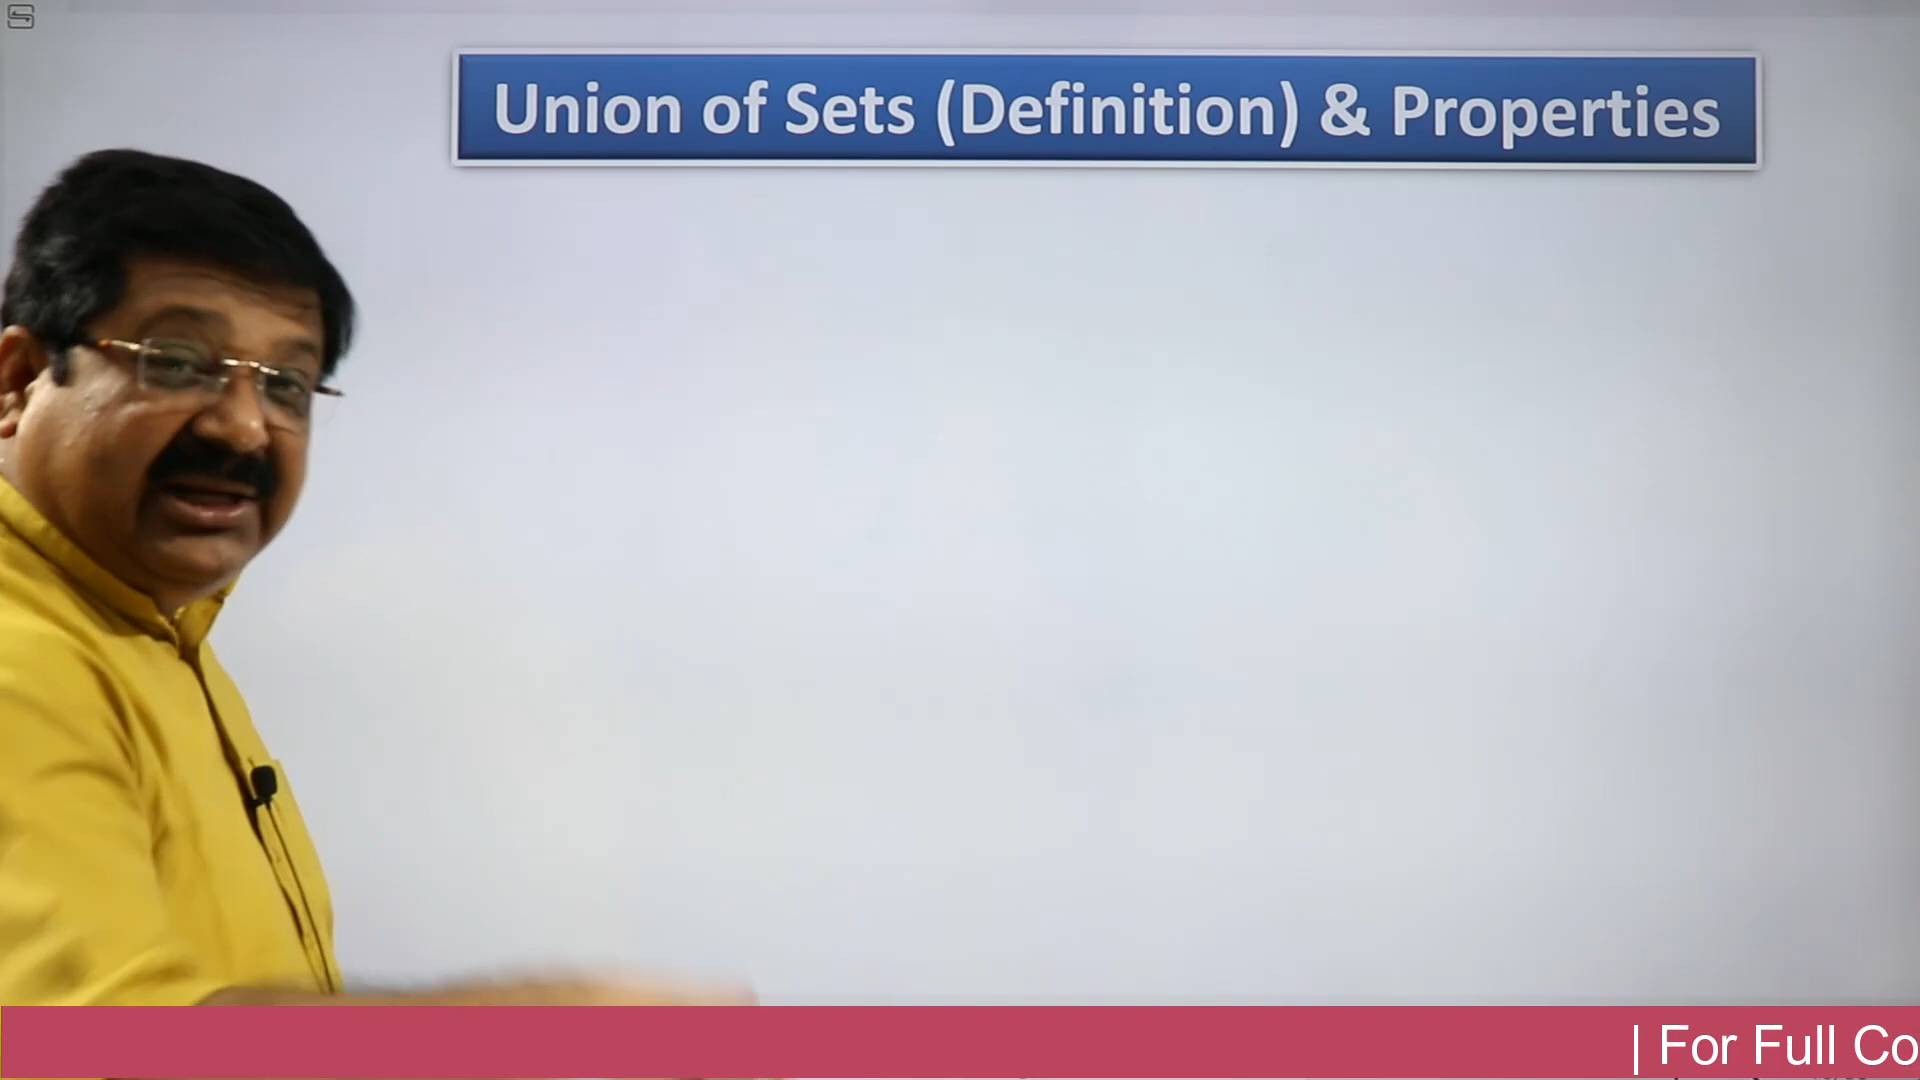 Union of Sets (Definition) & Properties
| For Full Co